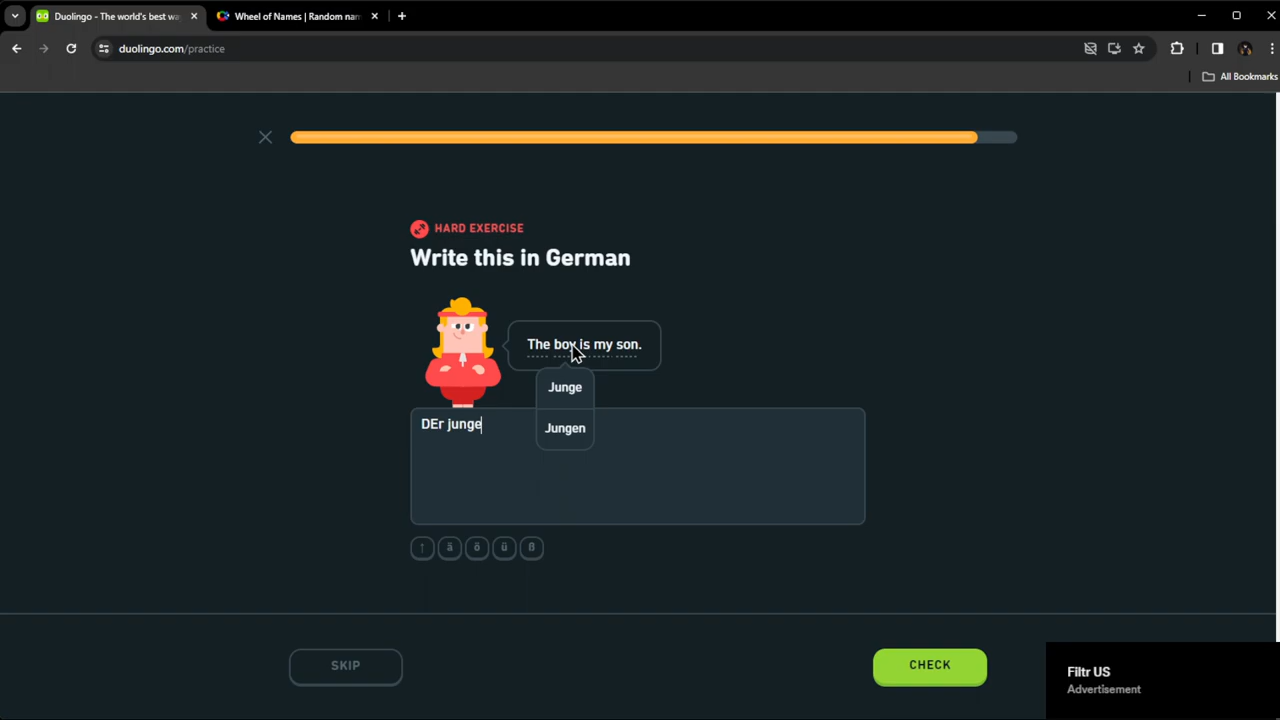 Duolingo - The world's best wa
Wheel of Names | Random nam
duolingo.com/practice
All Bookmarks
HARD EXERCISE
Write this in German
The boy is my son.
Junge
Jungen
DEr junge
↑ ä ö ü ß
SKIP
CHECK
Filtr US
Advertisement